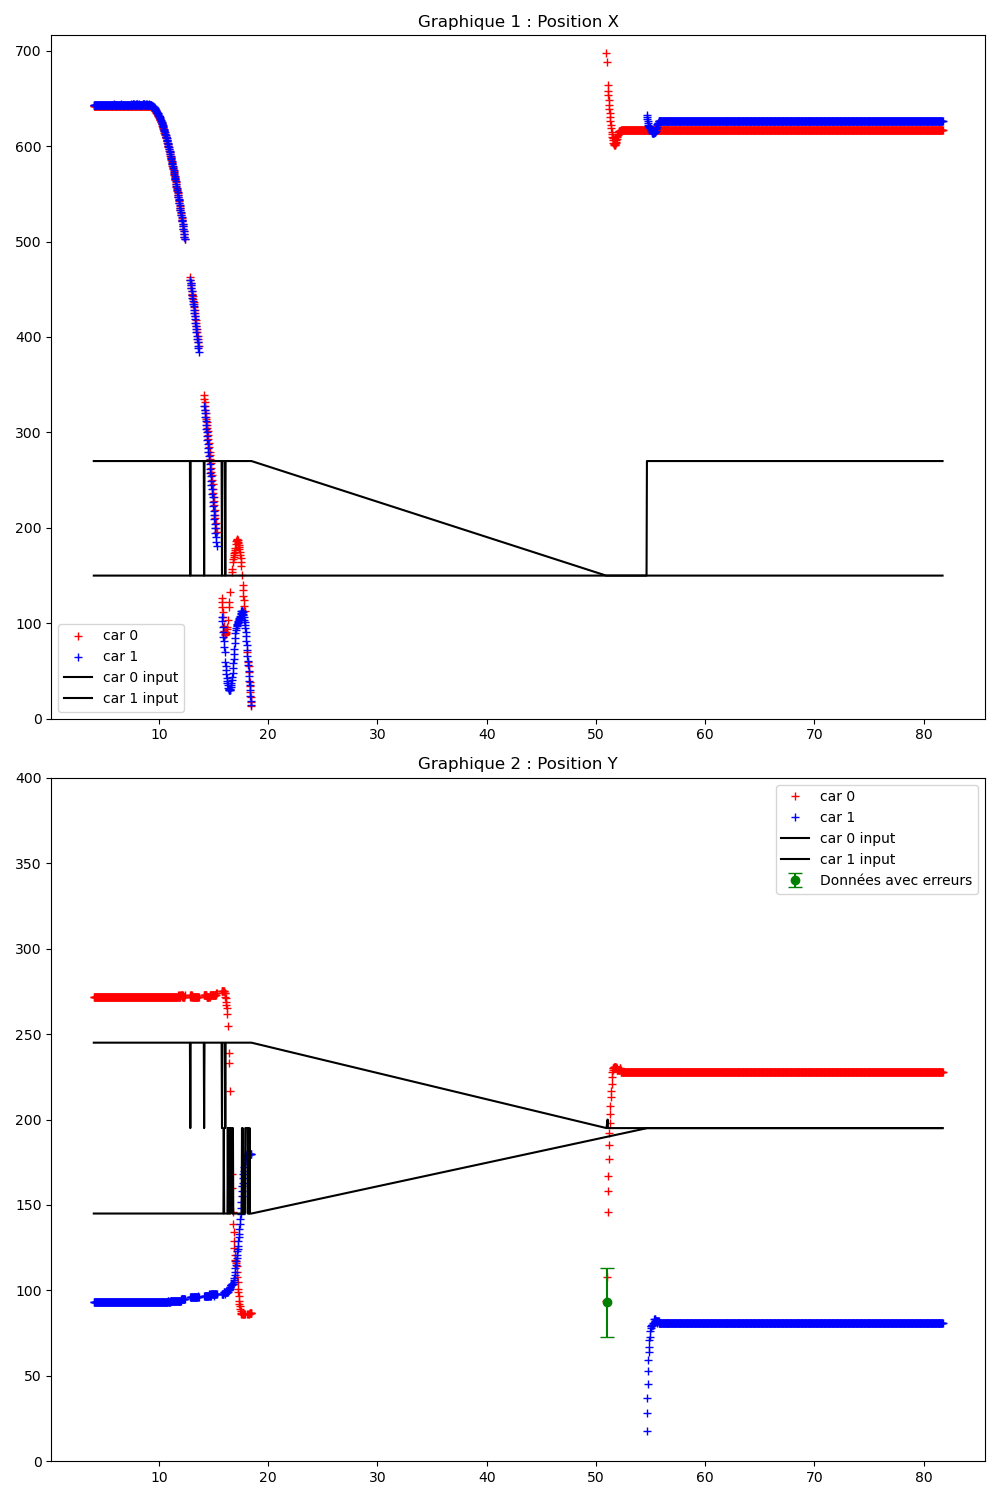 Graphique 1 : Position X
700
600
500
400
300
200
100
0
car 0
car 1
car 0 input
car 1 input
10 20 30 40 50 60 70 80
Graphique 2 : Position Y
400
350
300
250
200
150
100
50
0
car 0
car 1
car 0 input
car 1 input
Données avec erreurs
10 20 30 40 50 60 70 80